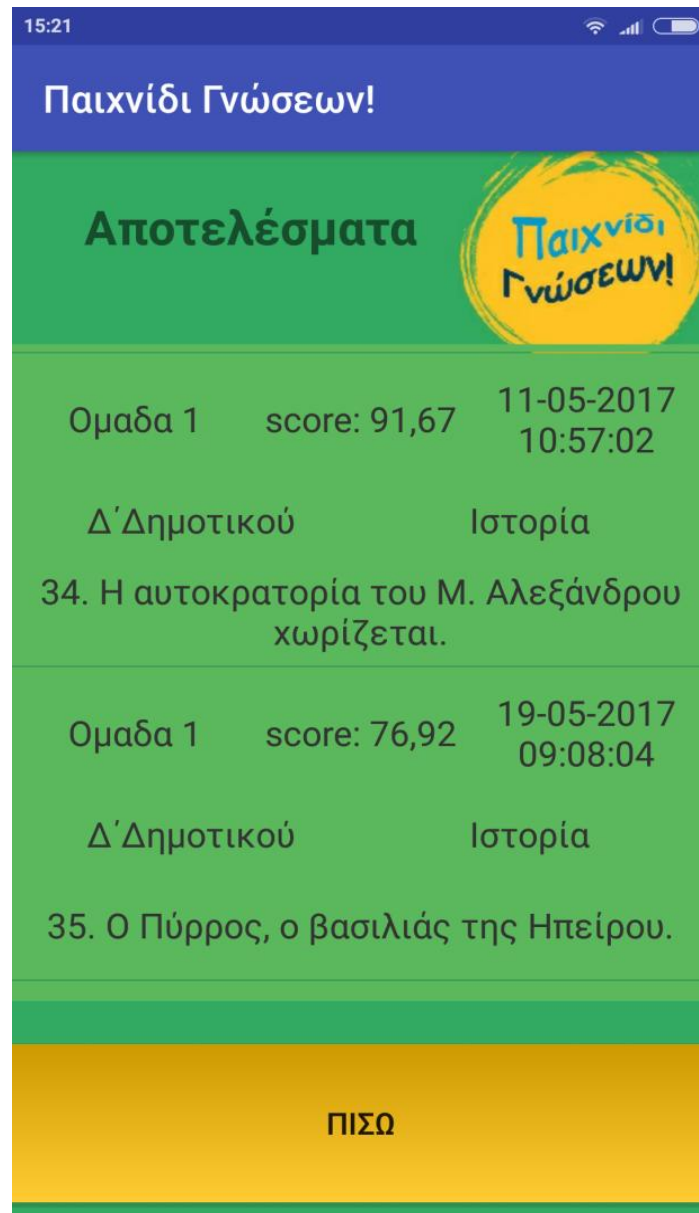 15:21
Παιχνίδι Γνώσεων!
Αποτελέσματα
Παιχνίδι
Γνώσεων!
Ομαδα 1 score: 91,67 11-05-2017
10:57:02
Δ΄Δημοτικού Ιστορία
34. Η αυτοκρατορία του Μ. Αλεξάνδρου
χωρίζεται.
Ομαδα 1 score: 76,92 19-05-2017
09:08:04
Δ΄Δημοτικού Ιστορία
35. Ο Πύρρος, ο βασιλιάς της Ηπείρου.
ΠΙΣΩ